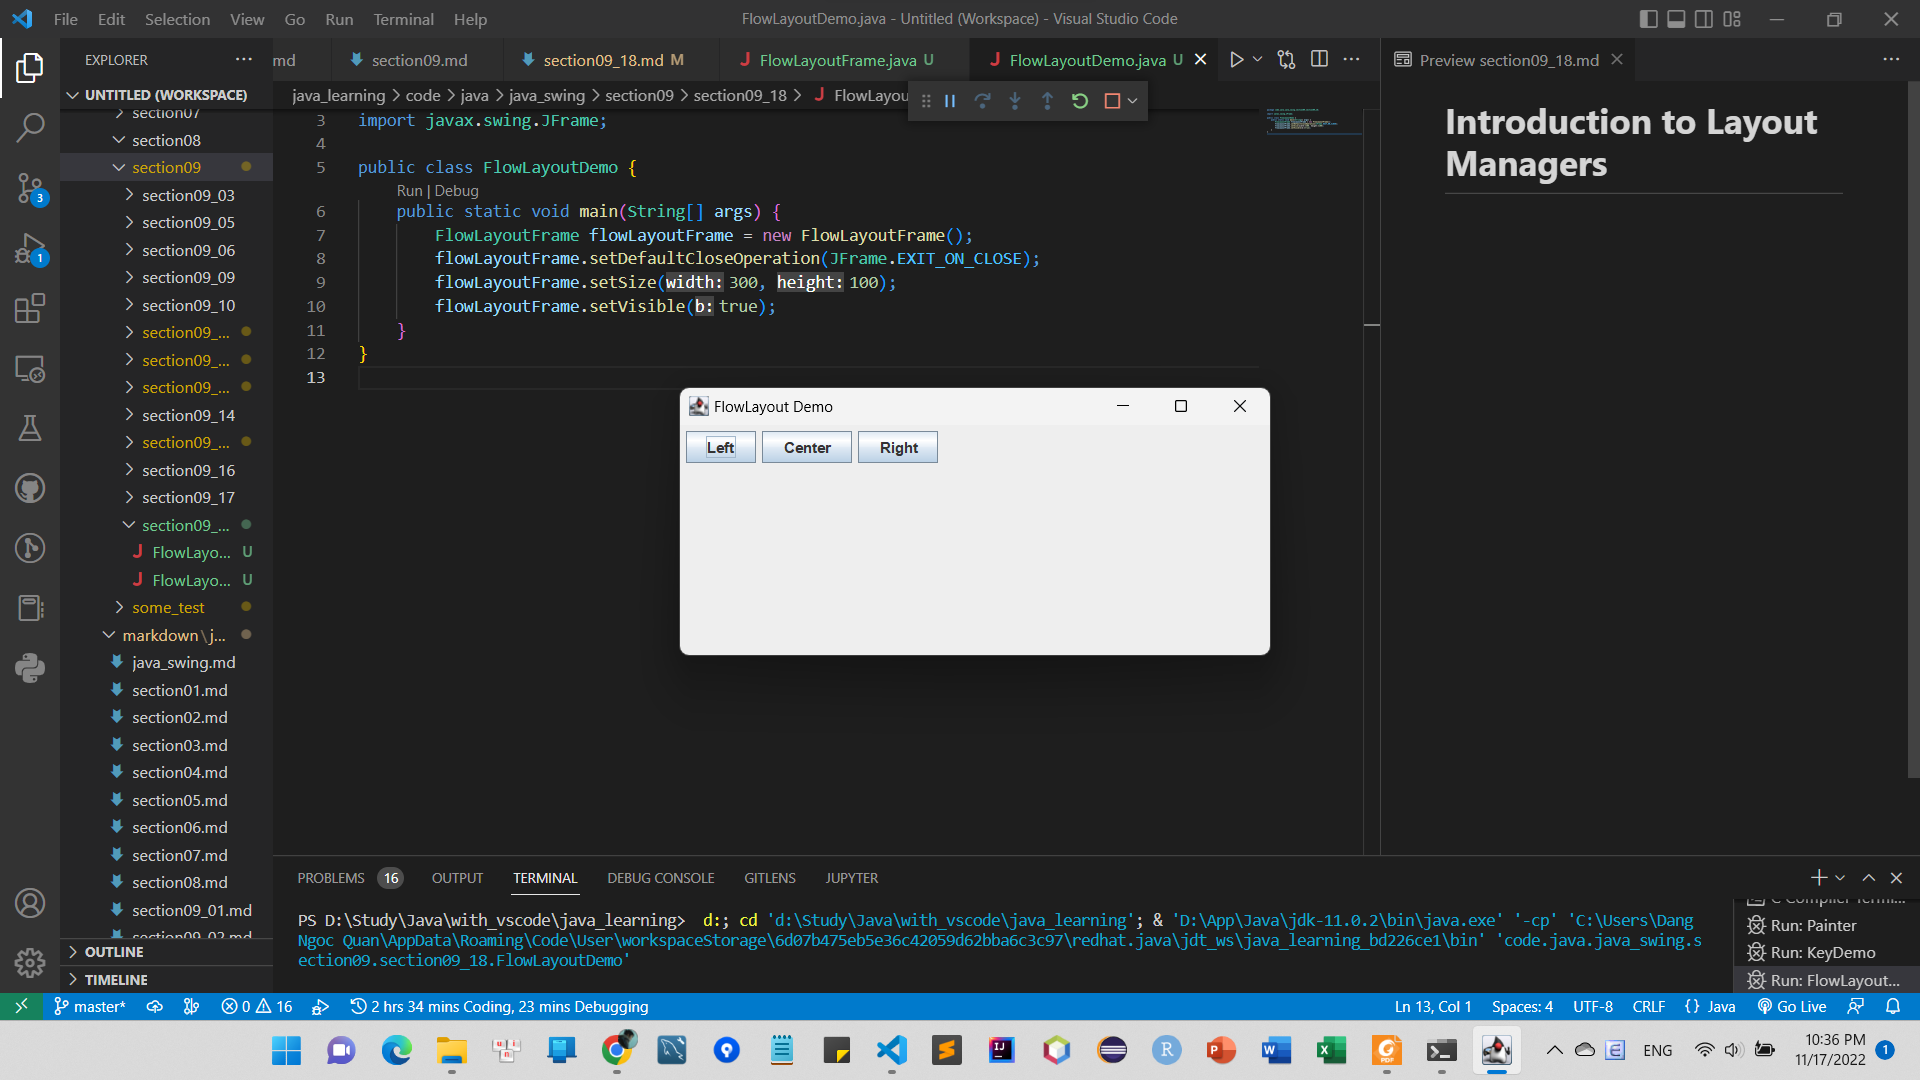 File Edit Selection View Go Run Terminal Help
FlowLayoutDemo.java - Untitled (Workspace) - Visual Studio Code
EXPLORER
UNTITLED (WORKSPACE)
section07
section08
section09
section09_03
section09_05
section09_06
section09_09
section09_10
section09_...
section09_...
section09_...
section09_14
section09_...
section09_16
section09_17
section09_...
J FlowLayo... U
J FlowLayo... U
some_test
markdown\j...
java_swing.md
section01.md
section02.md
section03.md
section04.md
section05.md
section06.md
section07.md
section08.md
section09_01.md
section09_02.md
OUTLINE
TIMELINE
3
1
md
section09.md
section09_18.md M
J FlowLayoutFrame.java U
J FlowLayoutDemo.java U
java_learning > code > java > java_swing > section09 > section09_18 > J FlowLayou
3 import javax.swing.JFrame;
4
5 public class FlowLayoutDemo {
Run | Debug
6 public static void main(String[] args) {
7 FlowLayoutFrame flowLayoutFrame = new FlowLayoutFrame();
8 flowLayoutFrame.setDefaultCloseOperation(JFrame.EXIT_ON_CLOSE);
9 flowLayoutFrame.setSize(width: 300, height: 100);
10 flowLayoutFrame.setVisible(b: true);
11 }
12 }
13
FlowLayout Demo
Left Center Right
Preview section09_18.md
Introduction to Layout
Managers
PROBLEMS 16 OUTPUT TERMINAL DEBUG CONSOLE GITLENS JUPYTER
PS D:\Study\Java\with_vscode\java_learning> d:; cd 'd:\Study\Java\with_vscode\java_learning'; & 'D:\App\Java\jdk-11.0.2\bin\java.exe' '-cp' 'C:\Users\Dang
Ngoc Quan\AppData\Roaming\Code\User\workspaceStorage\6d07b475eb5e36c42059d62bba6c3c97\redhat.java\jdt_ws\java_learning_bd226ce1\bin' 'code.java.java_swing.s
ection09.section09_18.FlowLayoutDemo'
C Compiler Termi...
Run: Painter
Run: KeyDemo
Run: FlowLayout...
master* 0 16 2 hrs 34 mins Coding, 23 mins Debugging
Ln 13, Col 1 Spaces: 4 UTF-8 CRLF {} Java Go Live
ENG
10:36 PM
11/17/2022
1